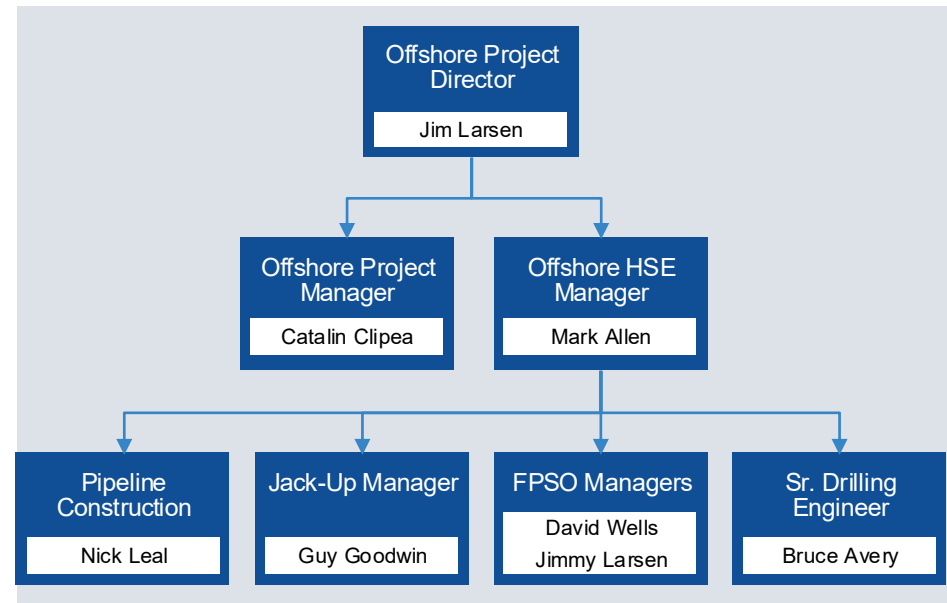 Offshore Project
Director
Jim Larsen
Offshore Project
Manager
Catalin Clipea
Offshore HSE
Manager
Mark Allen
Pipeline
Construction
Nick Leal
Jack-Up Manager
Guy Goodwin
FPSO Managers
David Wells
Jimmy Larsen
Sr. Drilling
Engineer
Bruce Avery